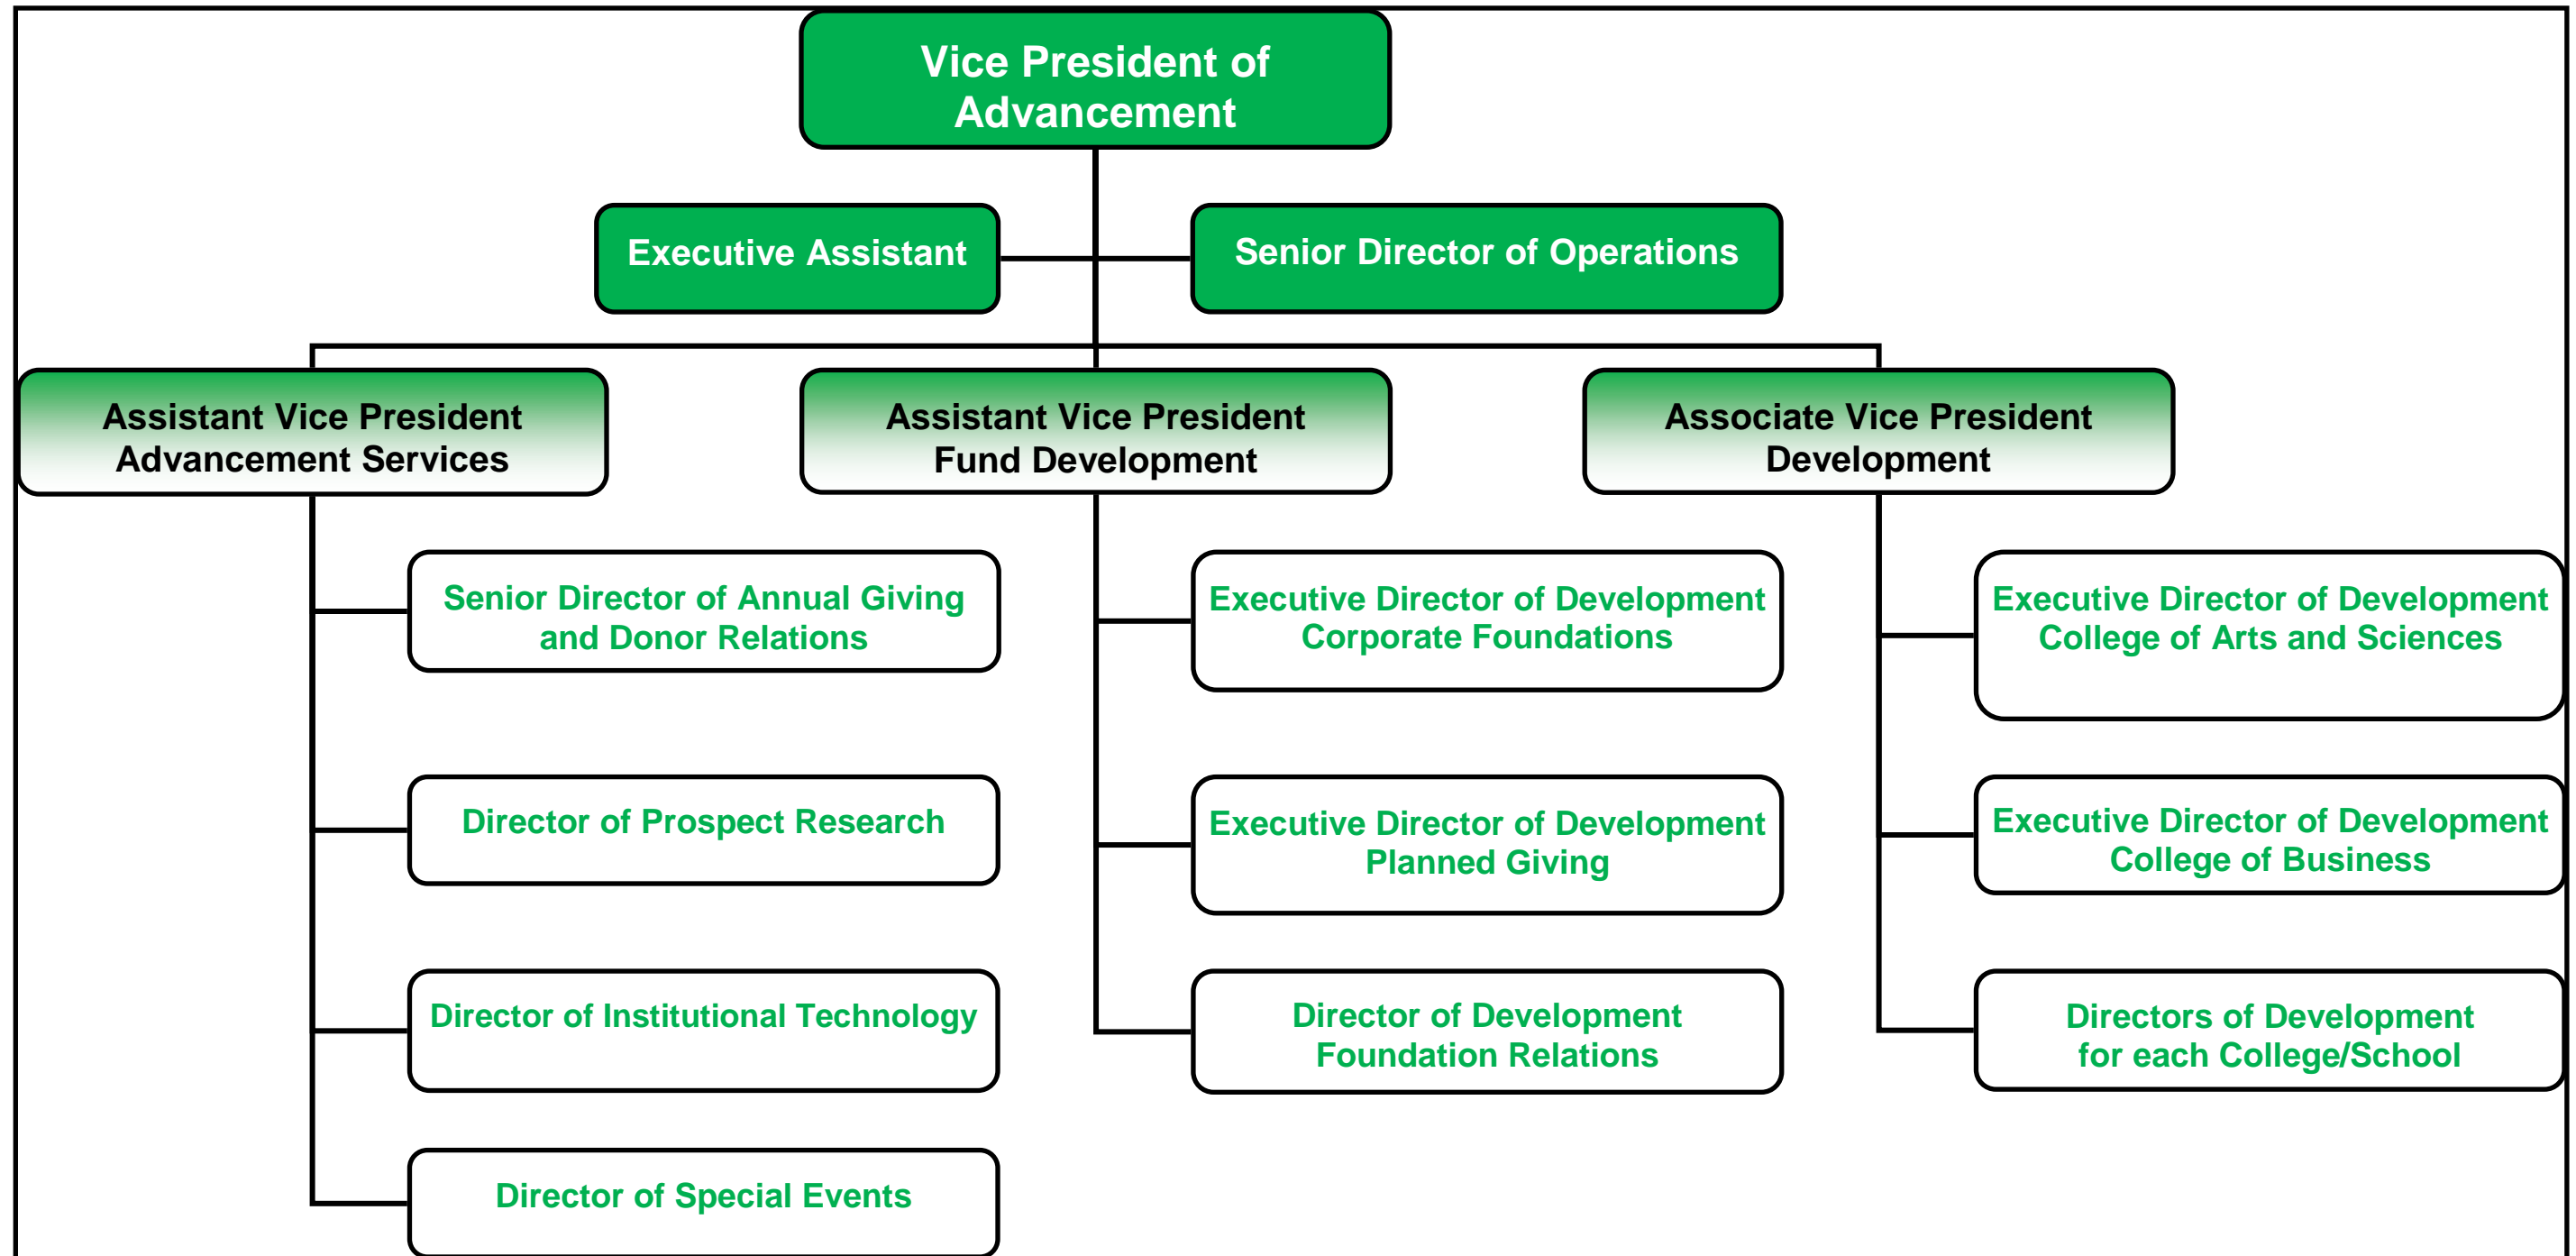 Vice President of
Advancement
Executive Assistant
Senior Director of Operations
Assistant Vice President
Advancement Services
Assistant Vice President
Fund Development
Associate Vice President
Development
Senior Director of Annual Giving
and Donor Relations
Executive Director of Development
Corporate Foundations
Executive Director of Development
College of Arts and Sciences
Director of Prospect Research
Executive Director of Development
Planned Giving
Executive Director of Development
College of Business
Director of Institutional Technology
Director of Development
Foundation Relations
Directors of Development
for each College/School
Director of Special Events